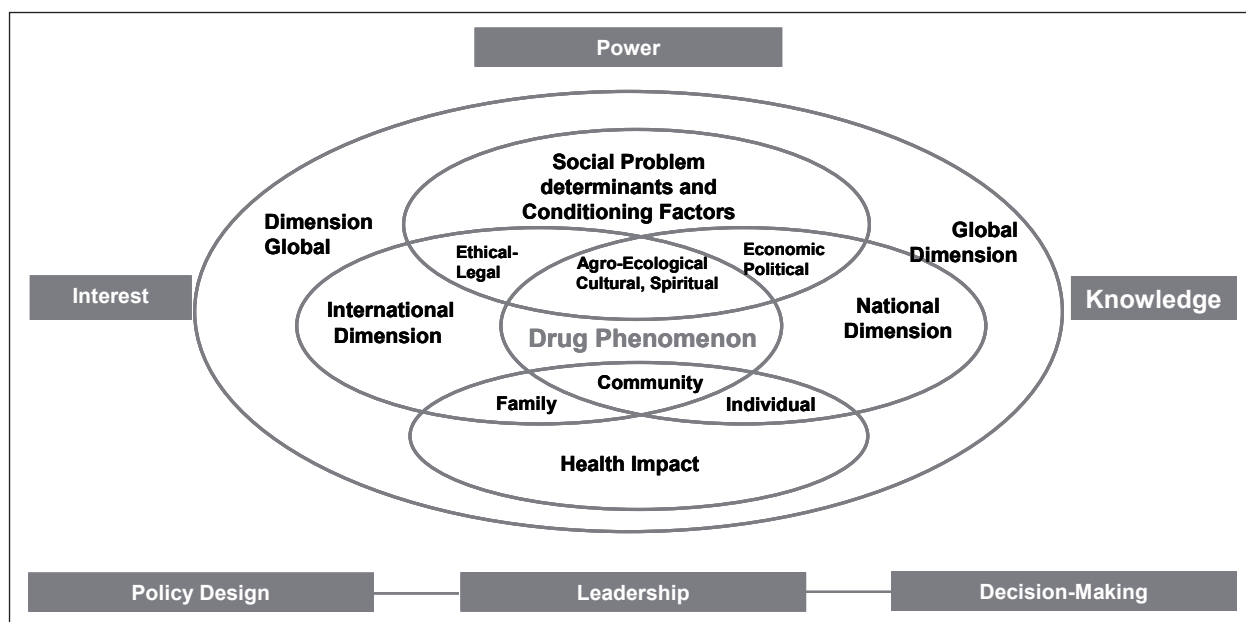 Power
Social Problem
determinants and
Conditioning Factors
Dimension
Global
Global
Dimension
Ethical-
Legal
Agro-Ecological
Cultural, Spiritual
Economic
Political
Interest
Knowledge
International
Dimension
National
Dimension
Drug Phenomenon
Community
Family
Individual
Health Impact
Policy Design
Leadership
Decision-Making